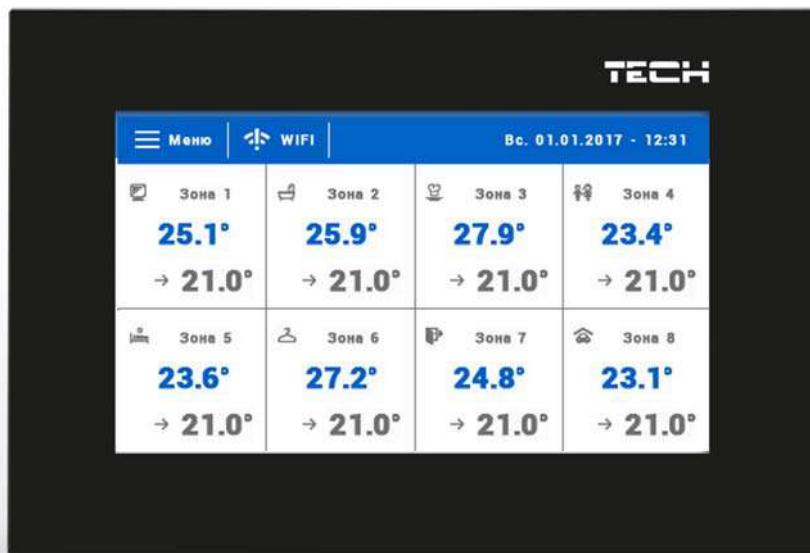 TECH
Меню WIFI Вс. 01.01.2017 - 12:31
Зона 1 Зона 2 Зона 3 Зона 4
25.1° 25.9° 27.9° 23.4°
→ 21.0° → 21.0° → 21.0° → 21.0°
Зона 5 Зона 6 Зона 7 Зона 8
23.6° 27.2° 24.8° 23.1°
→ 21.0° → 21.0° → 21.0° → 21.0°